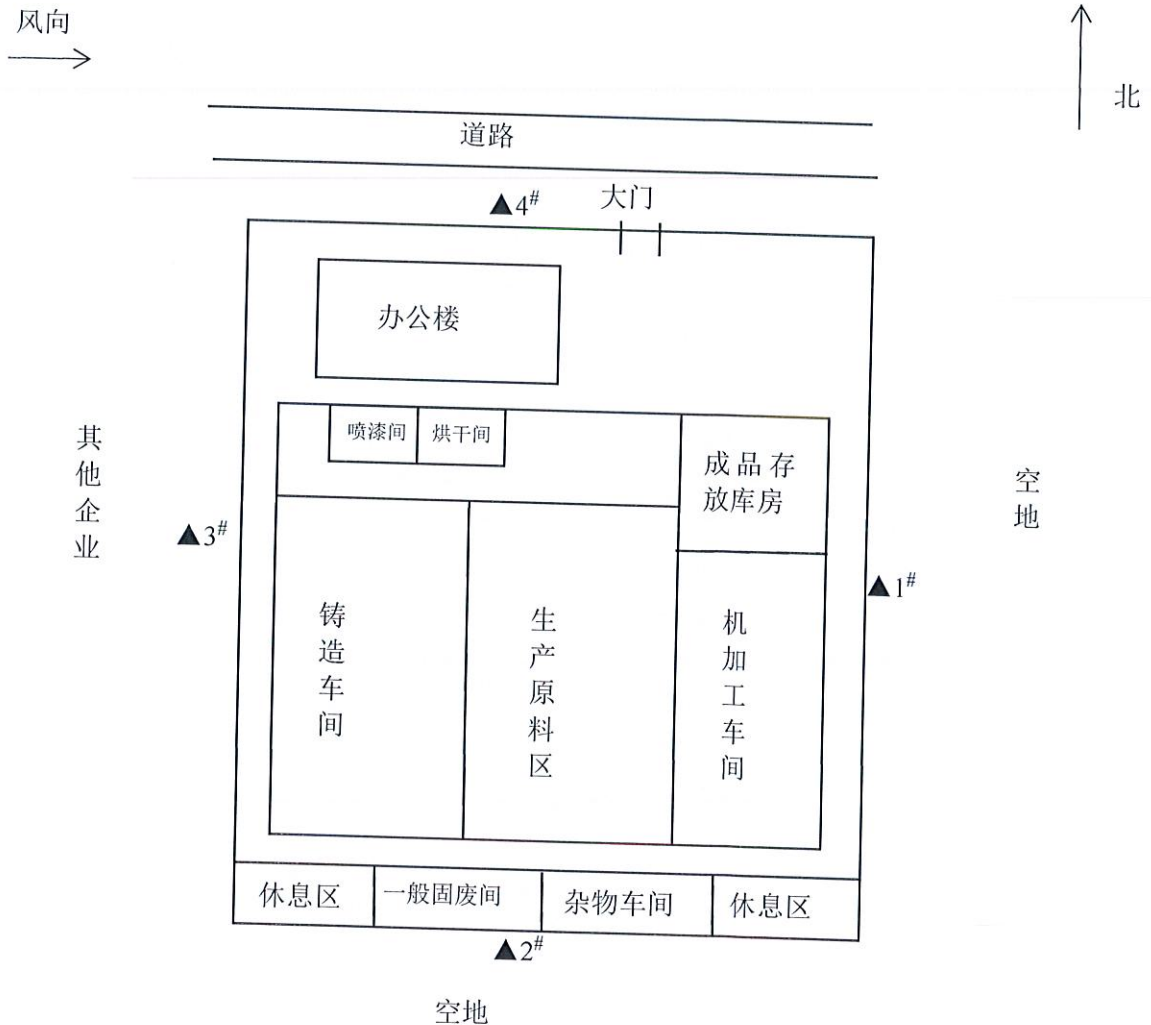 风向
北
道路
▲4#
大门
办公楼
喷漆间
烘干间
成品存
放库房
其他企业
空地
▲3#
▲1#
铸造车间
生产原料区
机加工车间
休息区
一般固废间
杂物车间
休息区
▲2#
空地